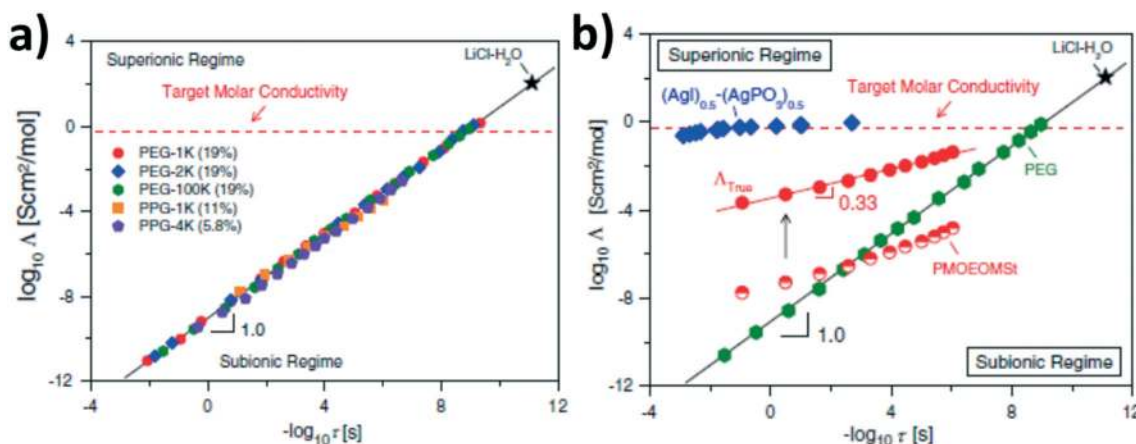 a)
4
0
-4
-8
-12
log₁₀ Λ [Scm²/mol]
Superionic Regime
LiCl-H₂O
Target Molar Conductivity
PEG-1K (19%)
PEG-2K (19%)
PEG-100K (19%)
PPG-1K (11%)
PPG-4K (5.8%)
1.0
Subionic Regime
-4 0 4 8 12
-log₁₀ τ [s]
b)
4
0
-4
-8
-12
log₁₀ Λ [Scm²/mol]
Superionic Regime
LiCl-H₂O
Target Molar Conductivity
(AgI)₀.₅-(AgPO₃)₀.₅
PEG
Λ_True
0.33
PMOEOMSt
1.0
Subionic Regime
-4 0 4 8 12
-log₁₀ τ [s]